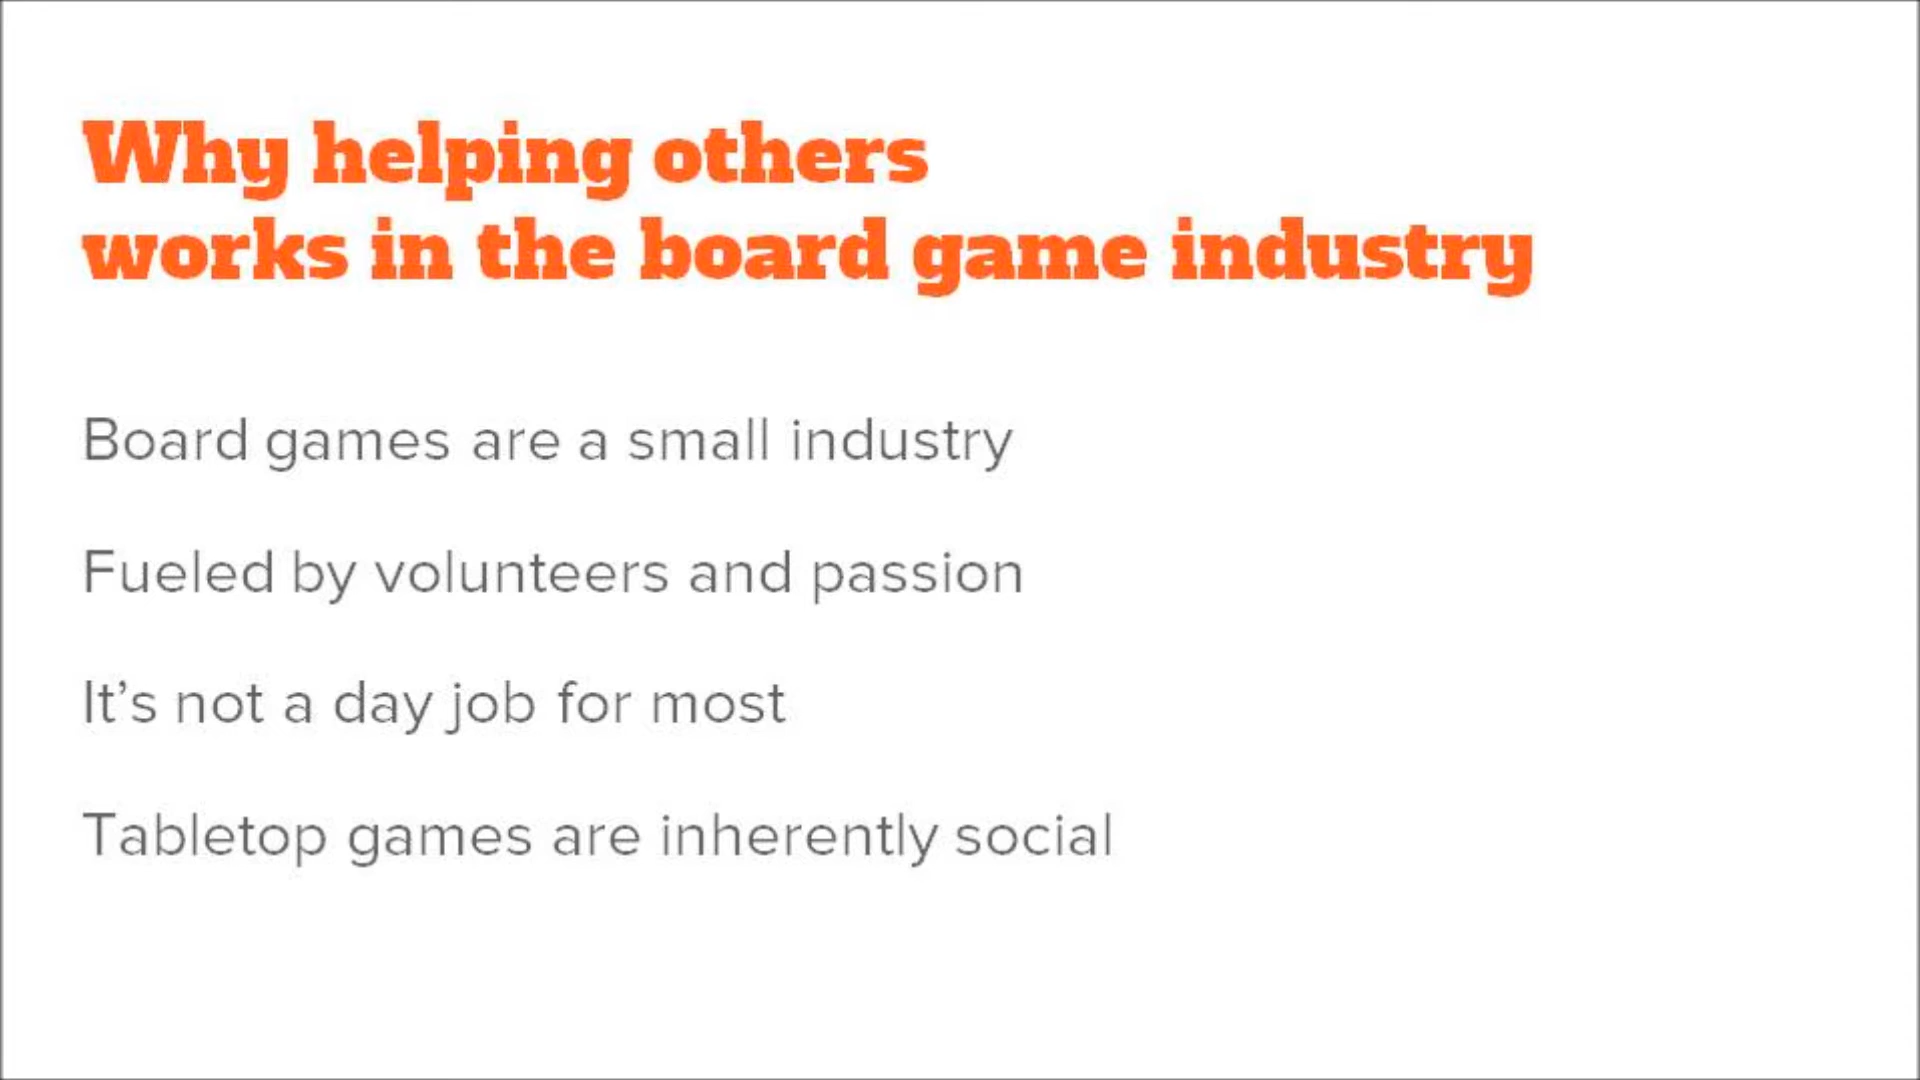 Why helping others
works in the board game industry
Board games are a small industry
Fueled by volunteers and passion
It’s not a day job for most
Tabletop games are inherently social